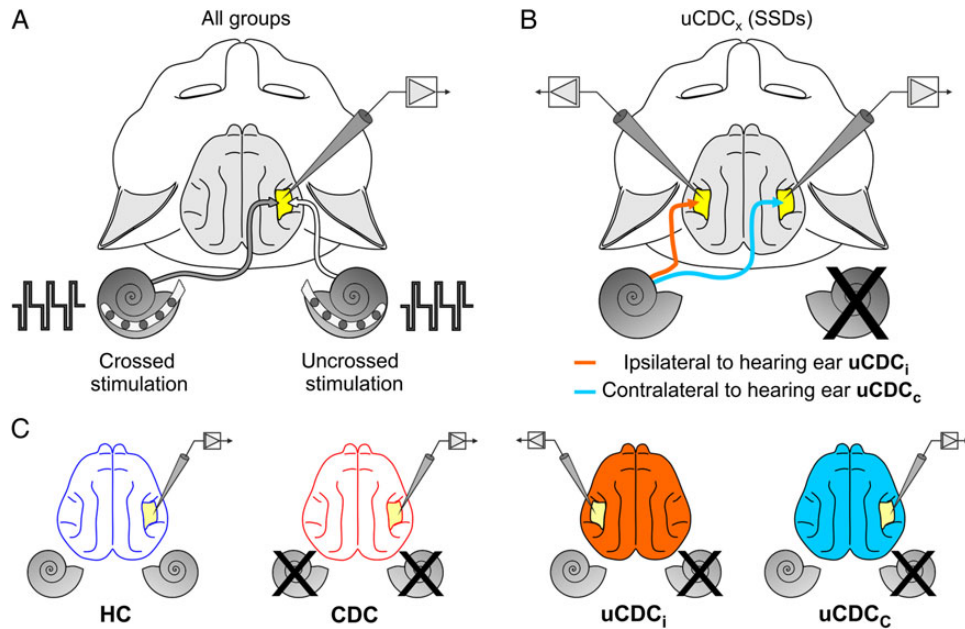 A
All groups
Crossed
stimulation
Uncrossed
stimulation
B
uCDCx (SSDs)
Ipsilateral to hearing ear uCDCi
Contralateral to hearing ear uCDCc
C
HC
CDC
uCDCi
uCDCC